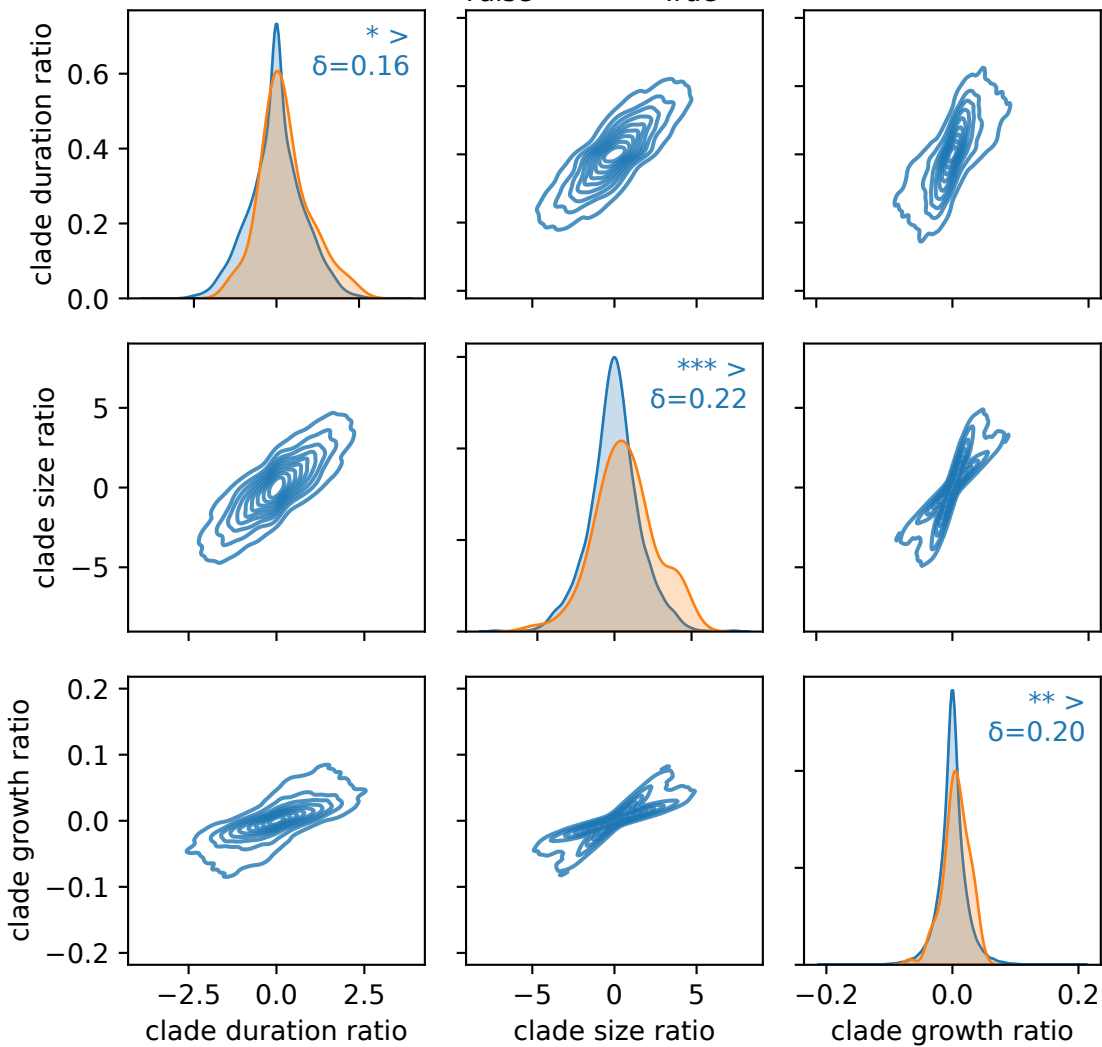 clade duration ratio
0.6
0.4
0.2
0.0
* >
δ=0.16
clade size ratio
5
0
−5
*** >
δ=0.22
clade growth ratio
0.2
0.1
0.0
−0.1
−0.2
** >
δ=0.20
−2.5 0.0 2.5
−5 0 5
−0.2 0.0 0.2
clade duration ratio
clade size ratio
clade growth ratio